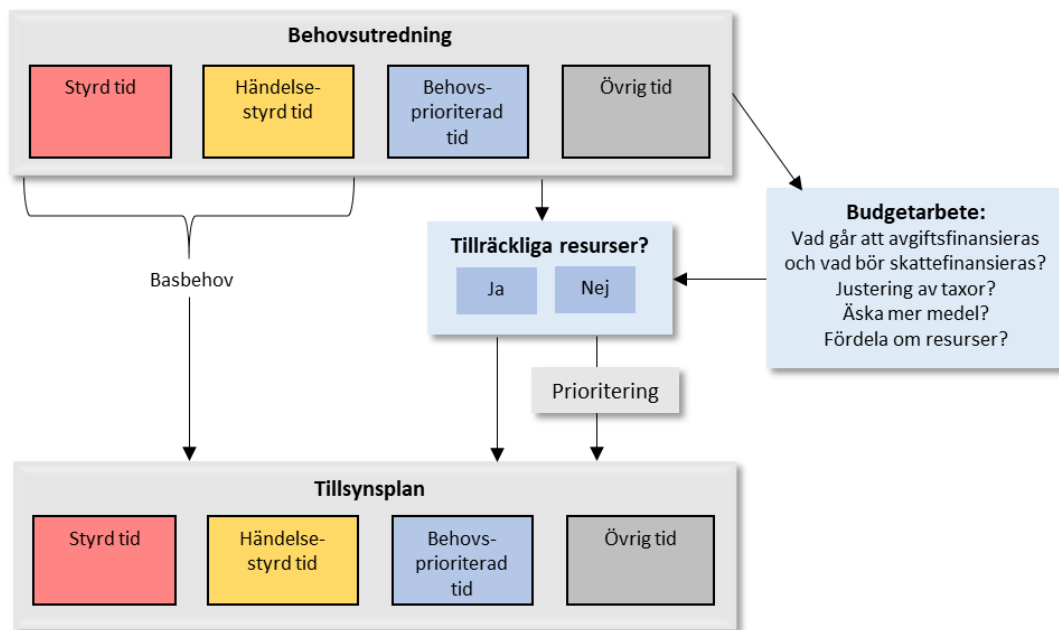 Behovsutredning
Styrd tid
Händelse-
styrd tid
Behovs-
prioriterad
tid
Övrig tid
Basbehov
Tillräckliga resurser?
Ja
Nej
Budgetarbete:
Vad går att avgiftsfinansieras
och vad bör skattefinansieras?
Justering av taxor?
Äska mer medel?
Fördela om resurser?
Prioritering
Tillsynsplan
Styrd tid
Händelse-
styrd tid
Behovs-
prioriterad
tid
Övrig tid